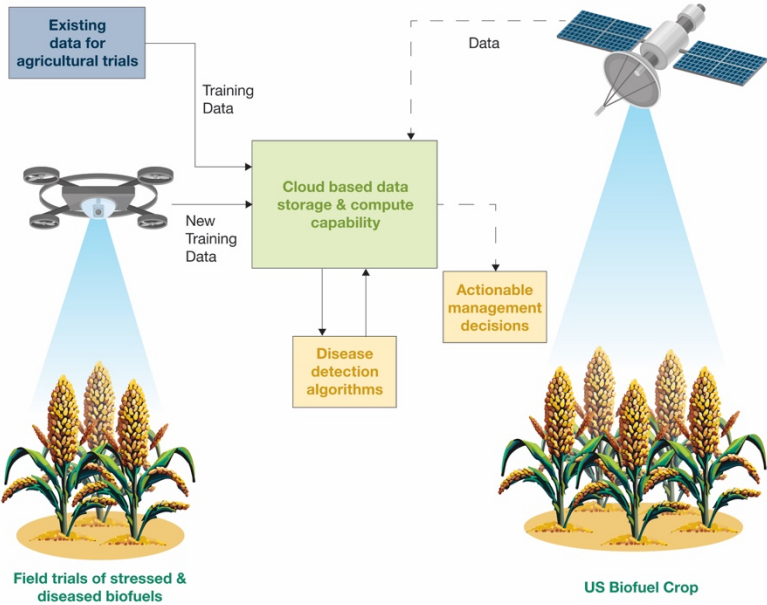 Existing
data for
agricultural trials
Data
Training
Data
Cloud based data
storage & compute
capability
New
Training
Data
Actionable
management
decisions
Disease
detection
algorithms
Field trials of stressed &
diseased biofuels
US Biofuel Crop